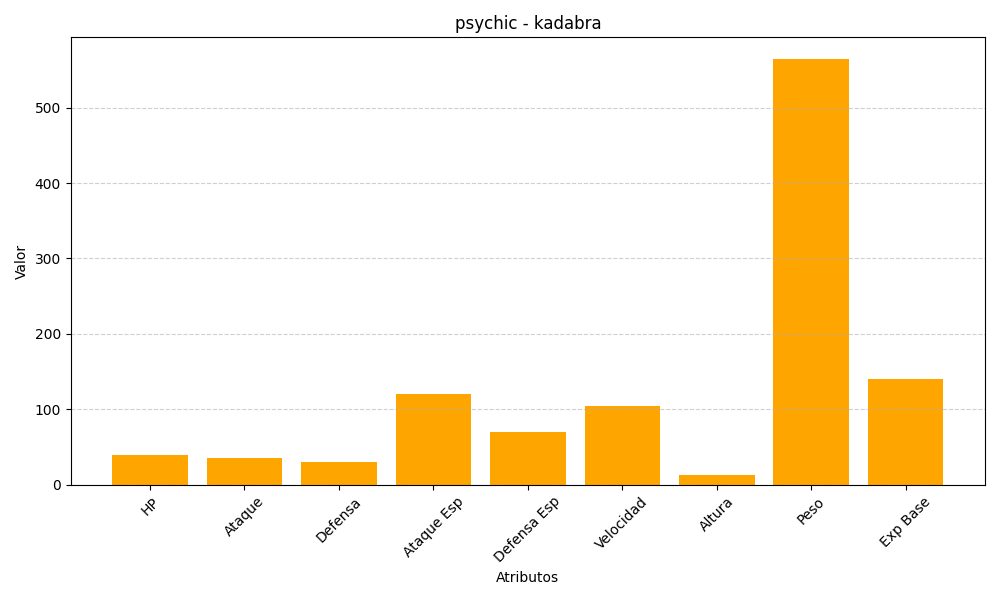 psychic - kadabra
Valor
500
400
300
200
100
0
HP
Ataque
Defensa
Ataque Esp
Defensa Esp
Velocidad
Altura
Peso
Exp Base
Atributos